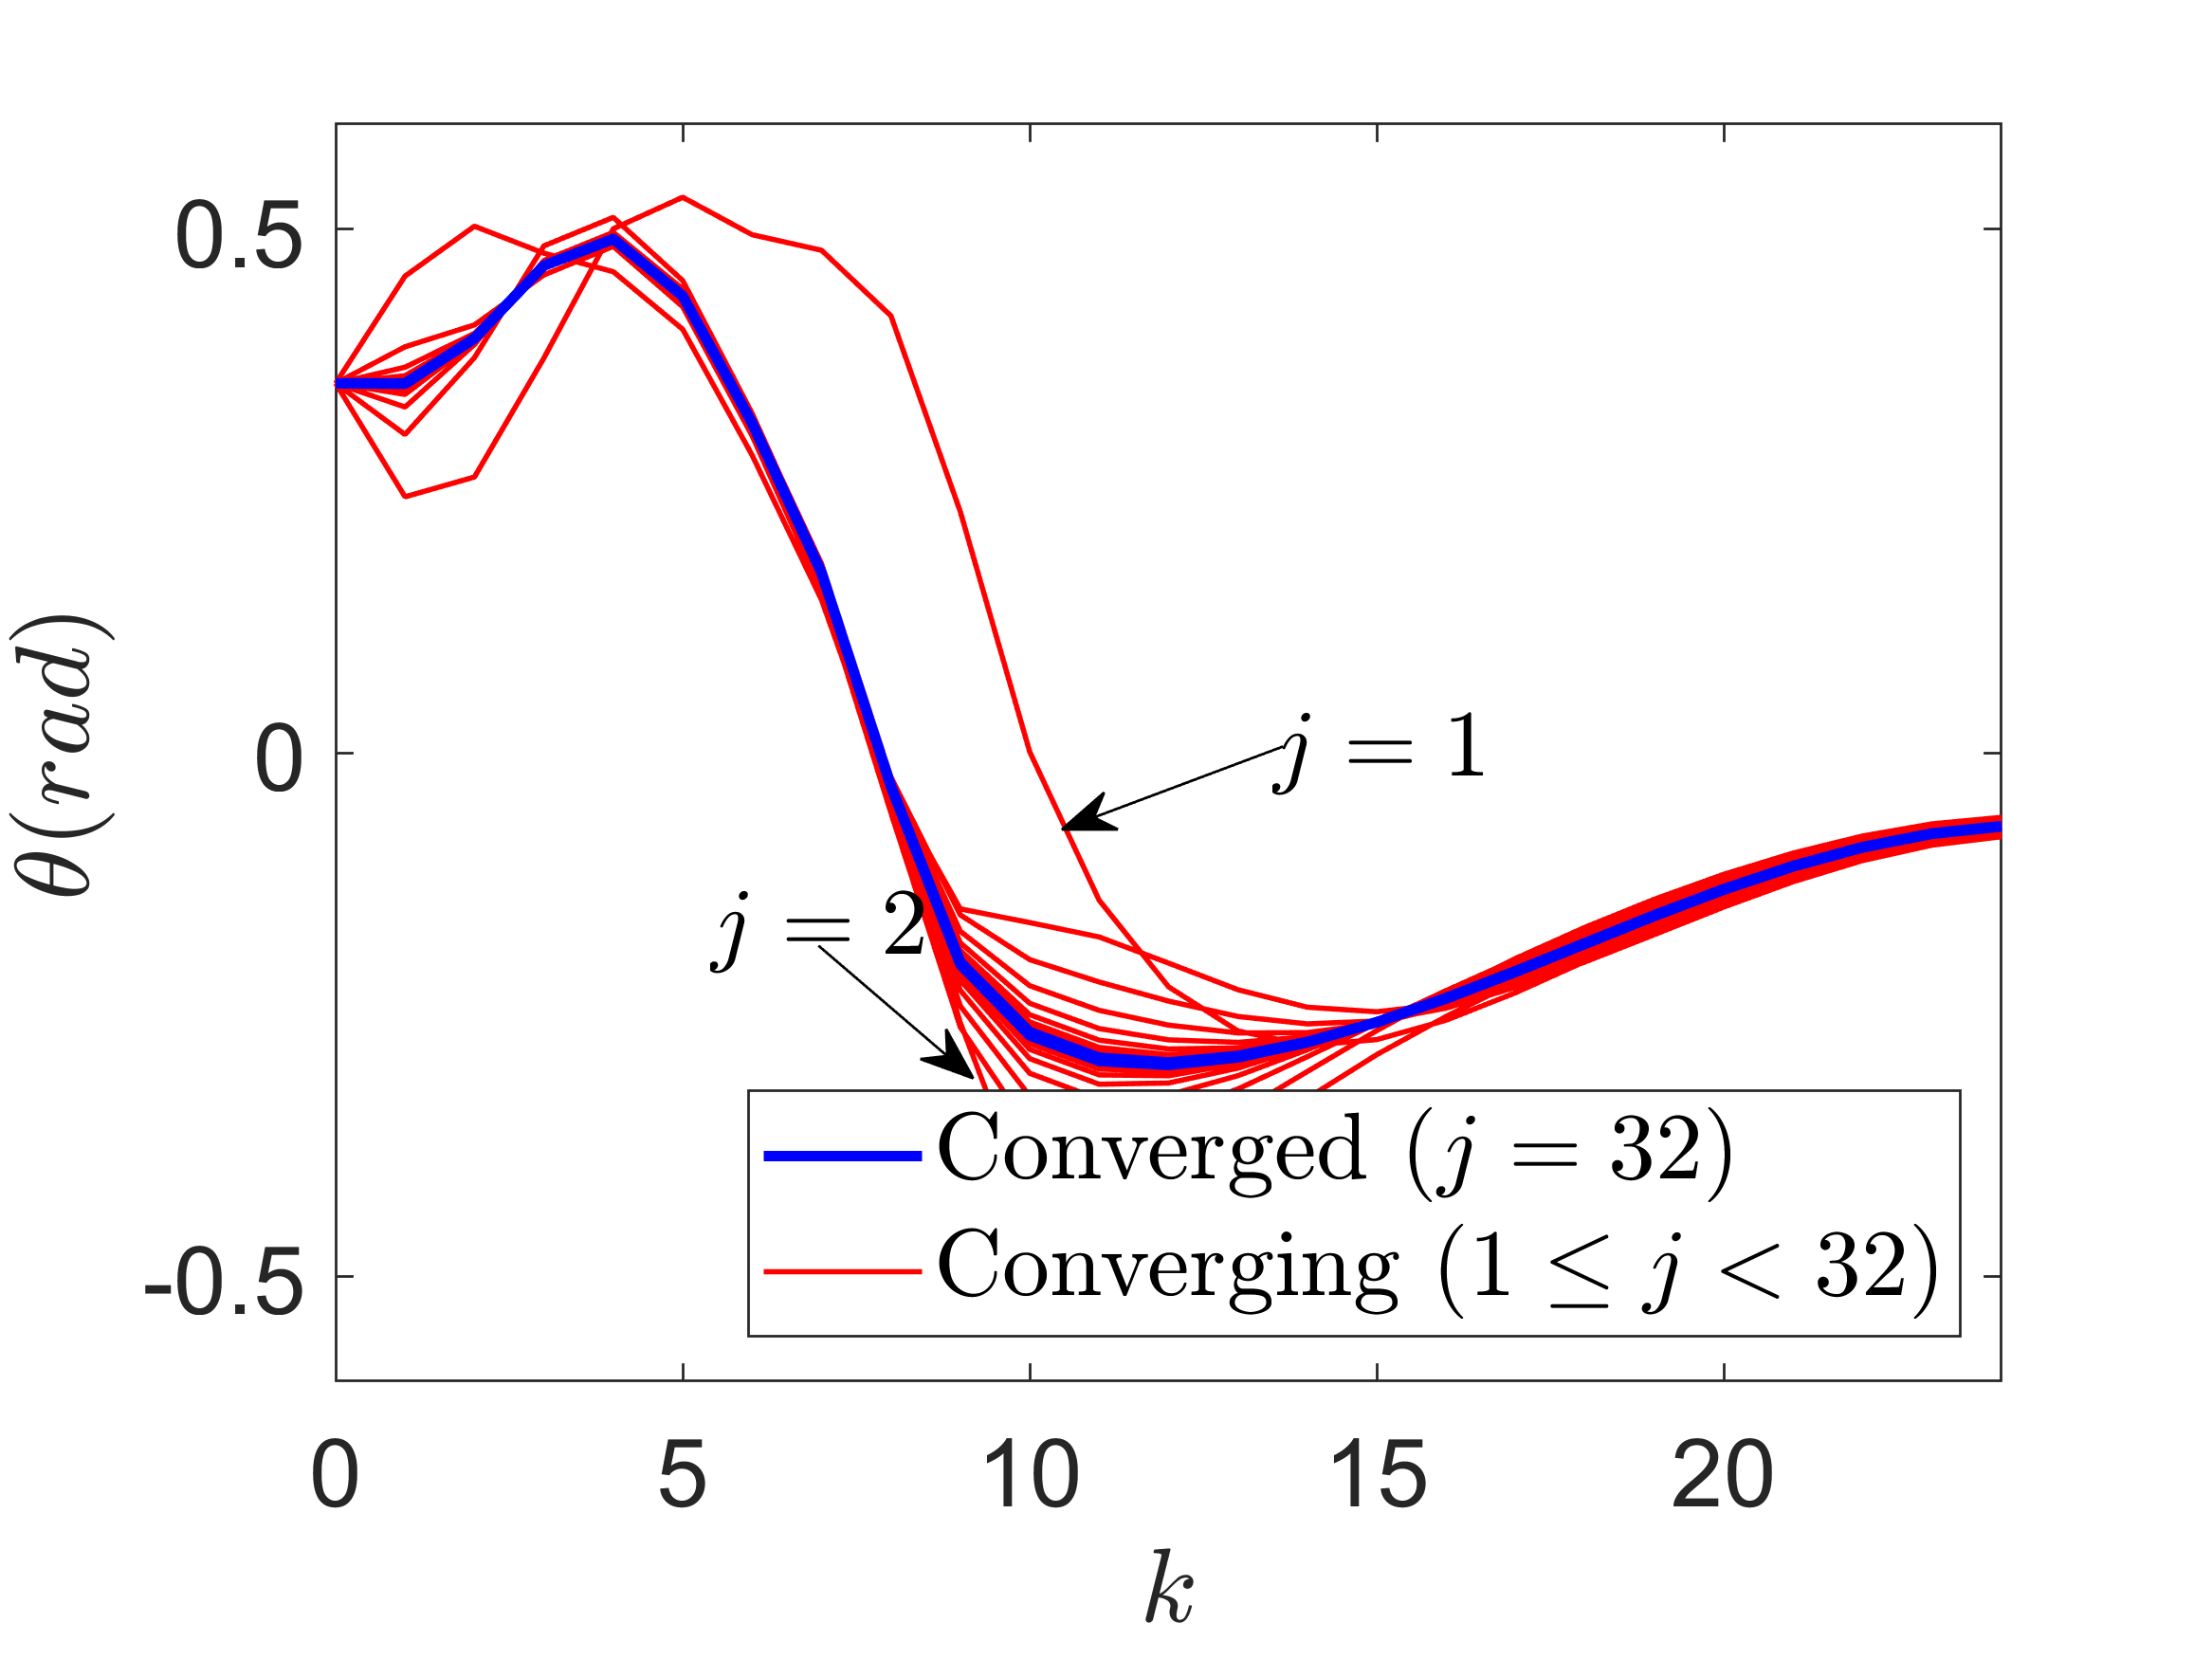 0.5
0
-0.5
θ(rad)
j = 1
j = 2
Converged (j = 32)
Converging (1 ≤ j < 32)
0 5 10 15 20
k